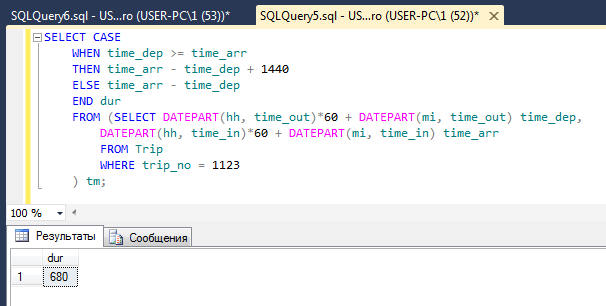 SQLQuery6.sql - US...ro (USER-PC\1 (53))* SQLQuery5.sql - US...ro (USER-PC\1 (52))*
SELECT CASE
WHEN time_dep >= time_arr
THEN time_arr - time_dep + 1440
ELSE time_arr - time_dep
END dur
FROM (SELECT DATEPART(hh, time_out)*60 + DATEPART(mi, time_out) time_dep,
DATEPART(hh, time_in)*60 + DATEPART(mi, time_in) time_arr
FROM Trip
WHERE trip_no = 1123
) tm;
100 %
Результаты Сообщения
dur
1 680